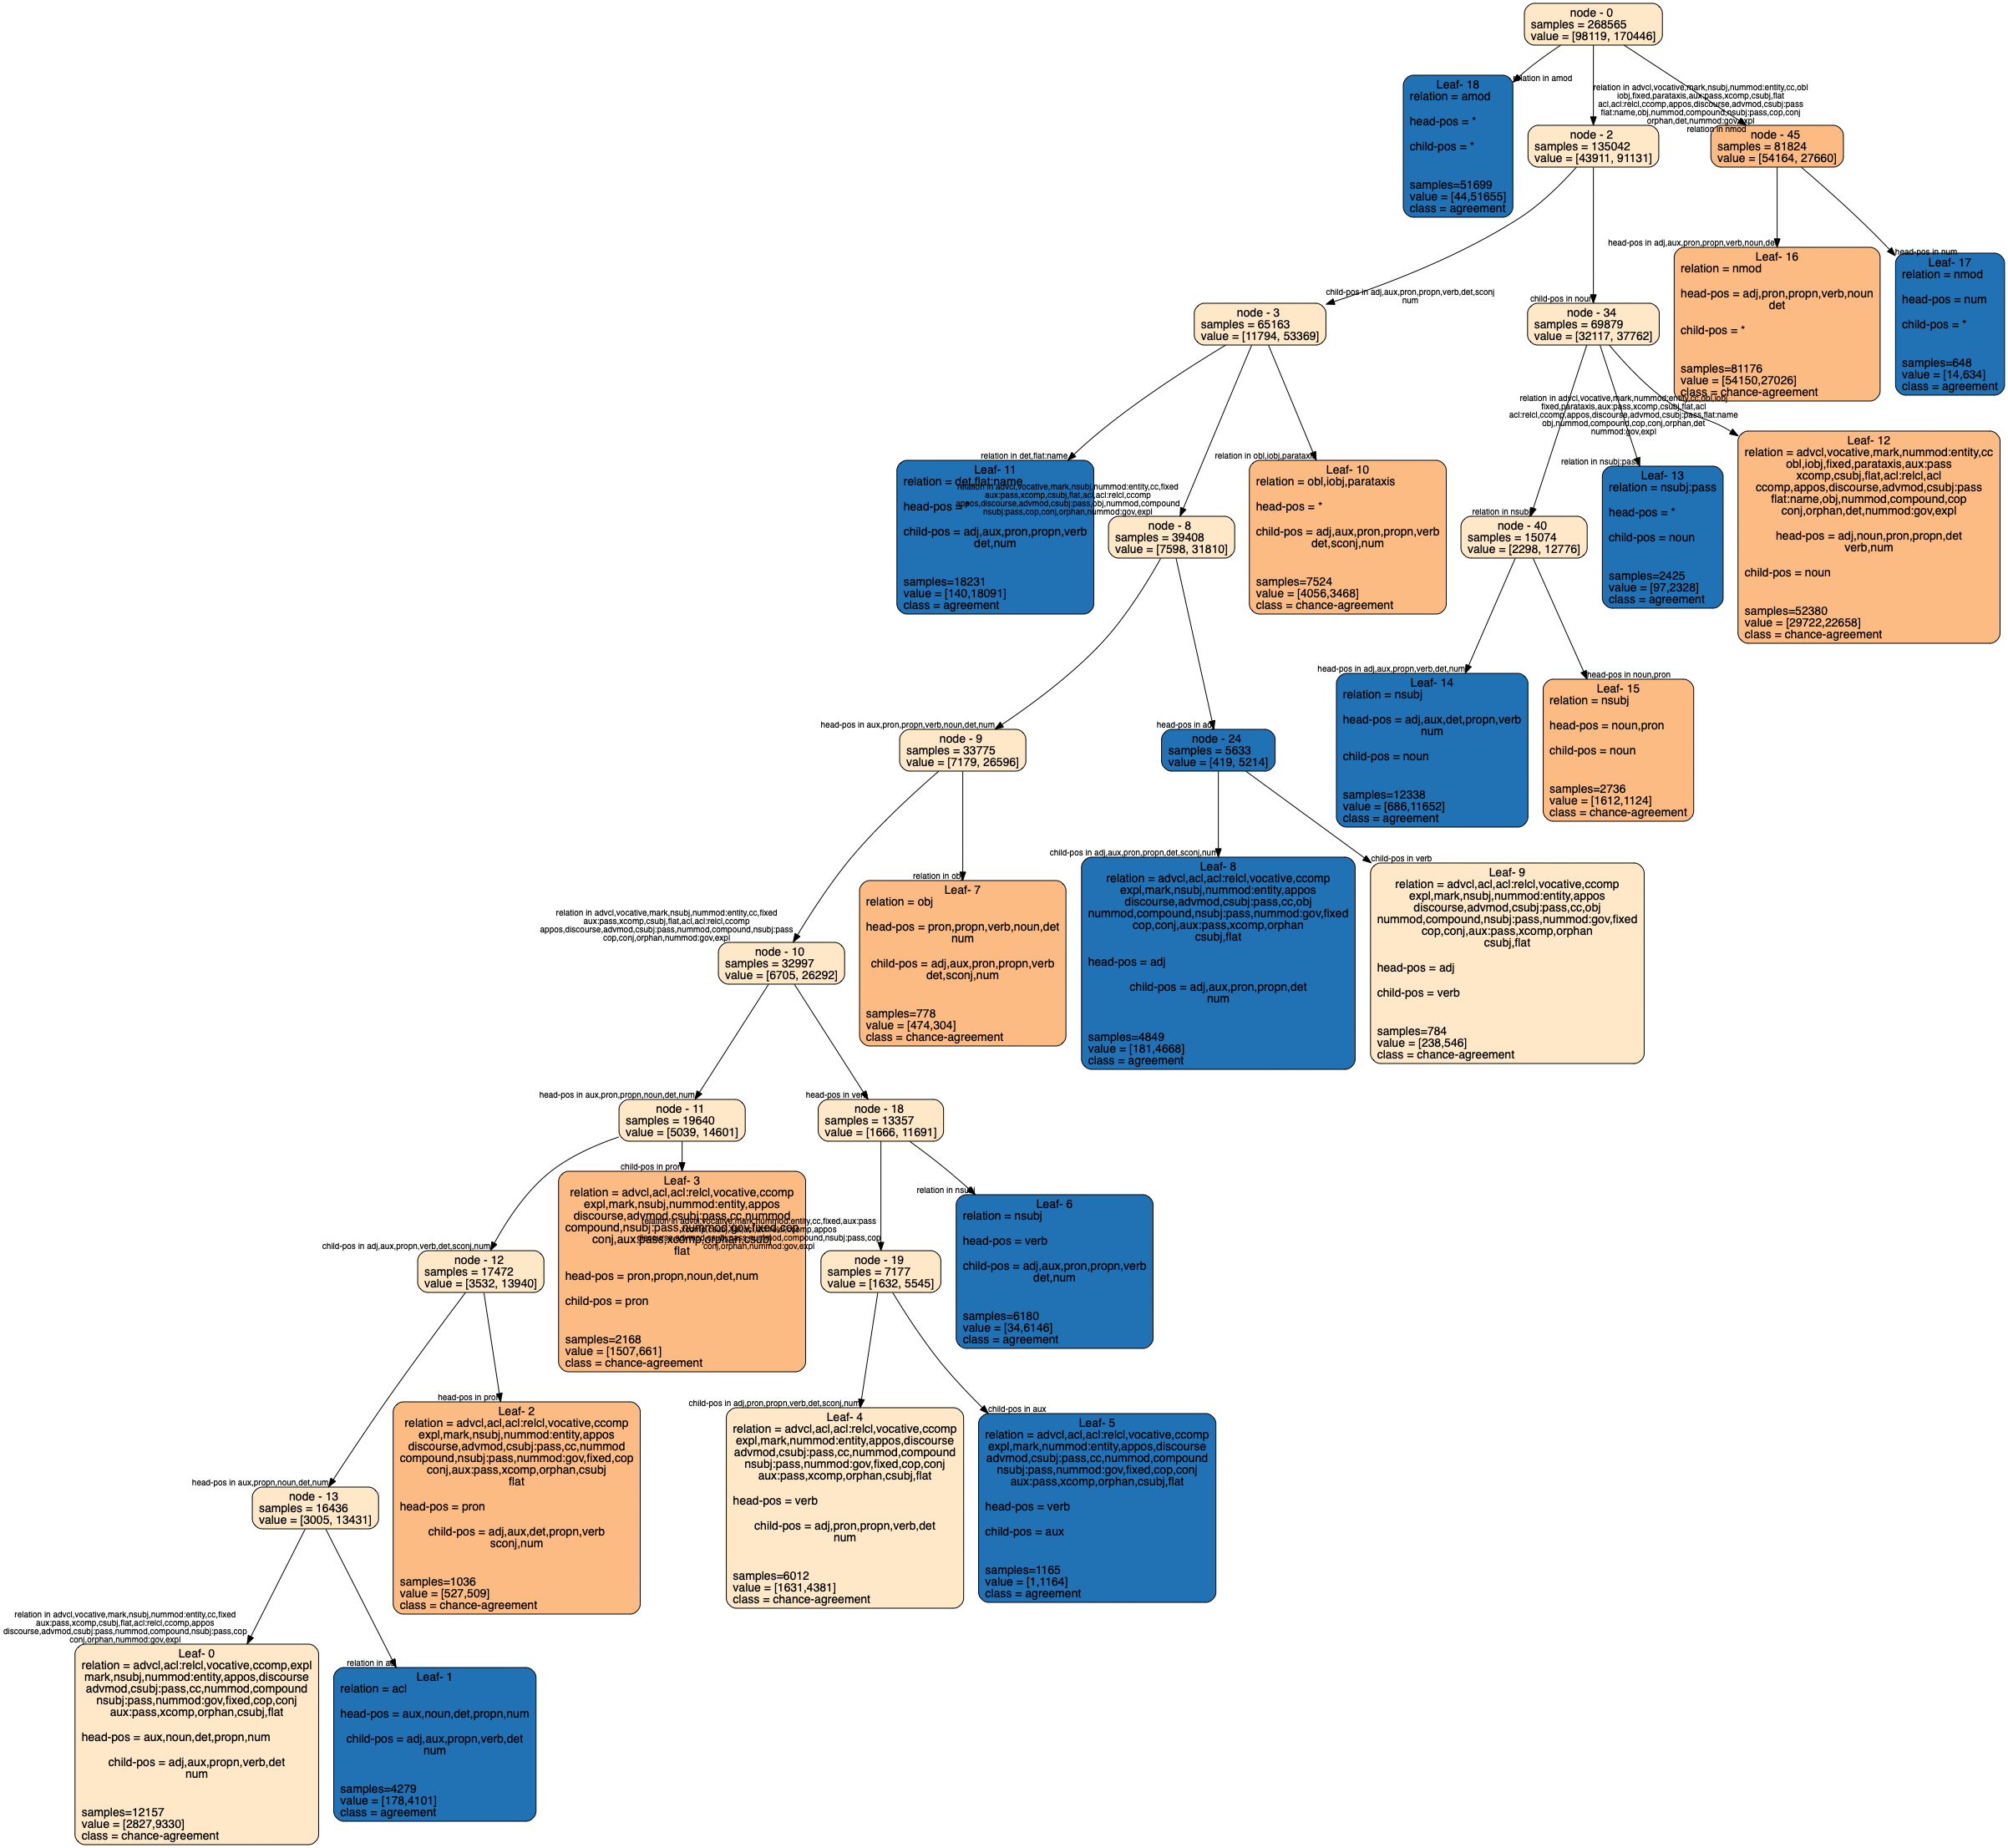 node - 0
samples = 268565
value = [98119, 170446]
relation in amod
Leaf- 18
relation = amod
head-pos = *
child-pos = *
samples=51699
value = [44,51655]
class = agreement
relation in advcl,vocative,mark,nsubj,nummod:entity,cc,obl
iobj,fixed,parataxis,aux:pass,xcomp,csubj,flat
acl,acl:relcl,ccomp,appos,discourse,advmod,csubj:pass
flat:name,obj,nummod,compound,nsubj:pass,cop,conj
orphan,det,nummod:gov,expl
relation in nmod
node - 2
samples = 135042
value = [43911, 91131]
node - 45
samples = 81824
value = [54164, 27660]
head-pos in adj,aux,pron,propn,verb,noun,det
Leaf- 16
relation = nmod
head-pos = adj,pron,propn,verb,noun
det
child-pos = *
samples=81176
value = [54150,27026]
class = chance-agreement
head-pos in num
Leaf- 17
relation = nmod
head-pos = num
child-pos = *
samples=648
value = [14,634]
class = agreement
child-pos in adj,aux,pron,propn,verb,det,sconj
num
node - 3
samples = 65163
value = [11794, 53369]
child-pos in noun
node - 34
samples = 69879
value = [32117, 37762]
relation in advcl,vocative,mark,nummod:entity,cc,obl,iobj
fixed,parataxis,aux:pass,xcomp,csubj,flat,acl
acl:relcl,ccomp,appos,discourse,advmod,csubj:pass,flat:name
obj,nummod,compound,cop,conj,orphan,det
nummod:gov,expl
Leaf- 12
relation = advcl,vocative,mark,nummod:entity,cc
obl,iobj,fixed,parataxis,aux:pass
xcomp,csubj,flat,acl:relcl,acl
ccomp,appos,discourse,advmod,csubj:pass
flat:name,obj,nummod,compound,cop
conj,orphan,det,nummod:gov,expl
head-pos = adj,noun,pron,propn,det
verb,num
child-pos = noun
samples=52380
value = [29722,22658]
class = chance-agreement
relation in nsubj:pass
Leaf- 13
relation = nsubj:pass
head-pos = *
child-pos = noun
samples=2425
value = [97,2328]
class = agreement
relation in nsubj
node - 40
samples = 15074
value = [2298, 12776]
relation in det,flat:name
Leaf- 11
relation = det,flat:name
head-pos = *
child-pos = adj,aux,pron,propn,verb
det,num
samples=18231
value = [140,18091]
class = agreement
relation in advcl,vocative,mark,nsubj,nummod:entity,cc,fixed
aux:pass,xcomp,csubj,flat,acl,acl:relcl,ccomp
appos,discourse,advmod,csubj:pass,obj,nummod,compound
nsubj:pass,cop,conj,orphan,nummod:gov,expl
node - 8
samples = 39408
value = [7598, 31810]
relation in obl,iobj,parataxis
Leaf- 10
relation = obl,iobj,parataxis
head-pos = *
child-pos = adj,aux,pron,propn,verb
det,sconj,num
samples=7524
value = [4056,3468]
class = chance-agreement
head-pos in adj,aux,propn,verb,det,num
Leaf- 14
relation = nsubj
head-pos = adj,aux,det,propn,verb
num
child-pos = noun
samples=12338
value = [686,11652]
class = agreement
head-pos in noun,pron
Leaf- 15
relation = nsubj
head-pos = noun,pron
child-pos = noun
samples=2736
value = [1612,1124]
class = chance-agreement
head-pos in aux,pron,propn,verb,noun,det,num
node - 9
samples = 33775
value = [7179, 26596]
head-pos in adj
node - 24
samples = 5633
value = [419, 5214]
child-pos in adj,aux,pron,propn,det,sconj,num
Leaf- 8
relation = advcl,acl,acl:relcl,vocative,ccomp
expl,mark,nsubj,nummod:entity,appos
discourse,advmod,csubj:pass,cc,obj
nummod,compound,nsubj:pass,nummod:gov,fixed
cop,conj,aux:pass,xcomp,orphan
csubj,flat
head-pos = adj
child-pos = adj,aux,pron,propn,det
num
samples=4849
value = [181,4668]
class = agreement
child-pos in verb
Leaf- 9
relation = advcl,acl,acl:relcl,vocative,ccomp
expl,mark,nsubj,nummod:entity,appos
discourse,advmod,csubj:pass,cc,obj
nummod,compound,nsubj:pass,nummod:gov,fixed
cop,conj,aux:pass,xcomp,orphan
csubj,flat
head-pos = adj
child-pos = verb
samples=784
value = [238,546]
class = chance-agreement
relation in obj
Leaf- 7
relation = obj
head-pos = pron,propn,verb,noun,det
num
child-pos = adj,aux,pron,propn,verb
det,sconj,num
samples=778
value = [474,304]
class = chance-agreement
relation in advcl,vocative,mark,nsubj,nummod:entity,cc,fixed
aux:pass,xcomp,csubj,flat,acl,acl:relcl,ccomp
appos,discourse,advmod,csubj:pass,nummod,compound,nsubj:pass
cop,conj,orphan,nummod:gov,expl
node - 10
samples = 32997
value = [6705, 26292]
head-pos in aux,pron,propn,noun,det,num
node - 11
samples = 19640
value = [5039, 14601]
head-pos in verb
node - 18
samples = 13357
value = [1666, 11691]
child-pos in pron
Leaf- 3
relation = advcl,acl,acl:relcl,vocative,ccomp
expl,mark,nsubj,nummod:entity,appos
discourse,advmod,csubj:pass,cc,nummod
compound,nsubj:pass,nummod:gov,fixed,cop
conj,aux:pass,xcomp,orphan,csubj
flat
head-pos = pron,propn,noun,det,num
child-pos = pron
samples=2168
value = [1507,661]
class = chance-agreement
relation in advcl,vocative,mark,nummod:entity,cc,fixed,aux:pass
discourse,advmod,csubj:pass,nummod,compound,nsubj:pass,cop
conj,orphan,nummod:gov,expl
node - 19
samples = 7177
value = [1632, 5545]
relation in nsubj
Leaf- 6
relation = nsubj
head-pos = verb
child-pos = adj,aux,pron,propn,verb
det,num
samples=6180
value = [34,6146]
class = agreement
child-pos in adj,aux,propn,verb,det,sconj,num
node - 12
samples = 17472
value = [3532, 13940]
head-pos in pron
Leaf- 2
relation = advcl,acl,acl:relcl,vocative,ccomp
expl,mark,nsubj,nummod:entity,appos
discourse,advmod,csubj:pass,cc,nummod
compound,nsubj:pass,nummod:gov,fixed,cop
conj,aux:pass,xcomp,orphan,csubj
flat
head-pos = pron
child-pos = adj,aux,det,propn,verb
sconj,num
samples=1036
value = [527,509]
class = chance-agreement
child-pos in adj,pron,propn,verb,det,sconj,num
Leaf- 4
relation = advcl,acl,acl:relcl,vocative,ccomp
expl,mark,nummod:entity,appos,discourse
advmod,csubj:pass,cc,nummod,compound
nsubj:pass,nummod:gov,fixed,cop,conj
aux:pass,xcomp,orphan,csubj,flat
head-pos = verb
child-pos = adj,pron,propn,verb,det
num
samples=6012
value = [1631,4381]
class = chance-agreement
child-pos in aux
Leaf- 5
relation = advcl,acl,acl:relcl,vocative,ccomp
expl,mark,nummod:entity,appos,discourse
advmod,csubj:pass,cc,nummod,compound
nsubj:pass,nummod:gov,fixed,cop,conj
aux:pass,xcomp,orphan,csubj,flat
head-pos = verb
child-pos = aux
samples=1165
value = [1,1164]
class = agreement
head-pos in aux,propn,noun,det,num
node - 13
samples = 16436
value = [3005, 13431]
relation in advcl,vocative,mark,nsubj,nummod:entity,cc,fixed
aux:pass,xcomp,csubj,flat,acl:relcl,ccomp,appos
discourse,advmod,csubj:pass,nummod,compound,nsubj:pass,cop
conj,orphan,nummod:gov,expl
Leaf- 0
relation = advcl,acl:relcl,vocative,ccomp,expl
mark,nsubj,nummod:entity,appos,discourse
advmod,csubj:pass,cc,nummod,compound
nsubj:pass,nummod:gov,fixed,cop,conj
aux:pass,xcomp,orphan,csubj,flat
head-pos = aux,noun,det,propn,num
child-pos = adj,aux,propn,verb,det
num
samples=12157
value = [2827,9330]
class = chance-agreement
relation in acl
Leaf- 1
relation = acl
head-pos = aux,noun,det,propn,num
child-pos = adj,aux,propn,verb,det
num
samples=4279
value = [178,4101]
class = agreement